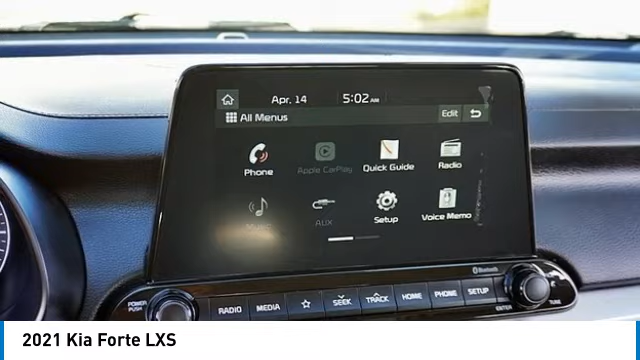 Apr. 14 5:02 AM
All Menus Edit
Phone Apple CarPlay Quick Guide Radio
Music AUX Setup Voice Memo
Bluetooth
POWER RADIO MEDIA SEEK TRACK HOME PHONE SETUP ENTER TUNE
2021 Kia Forte LXS